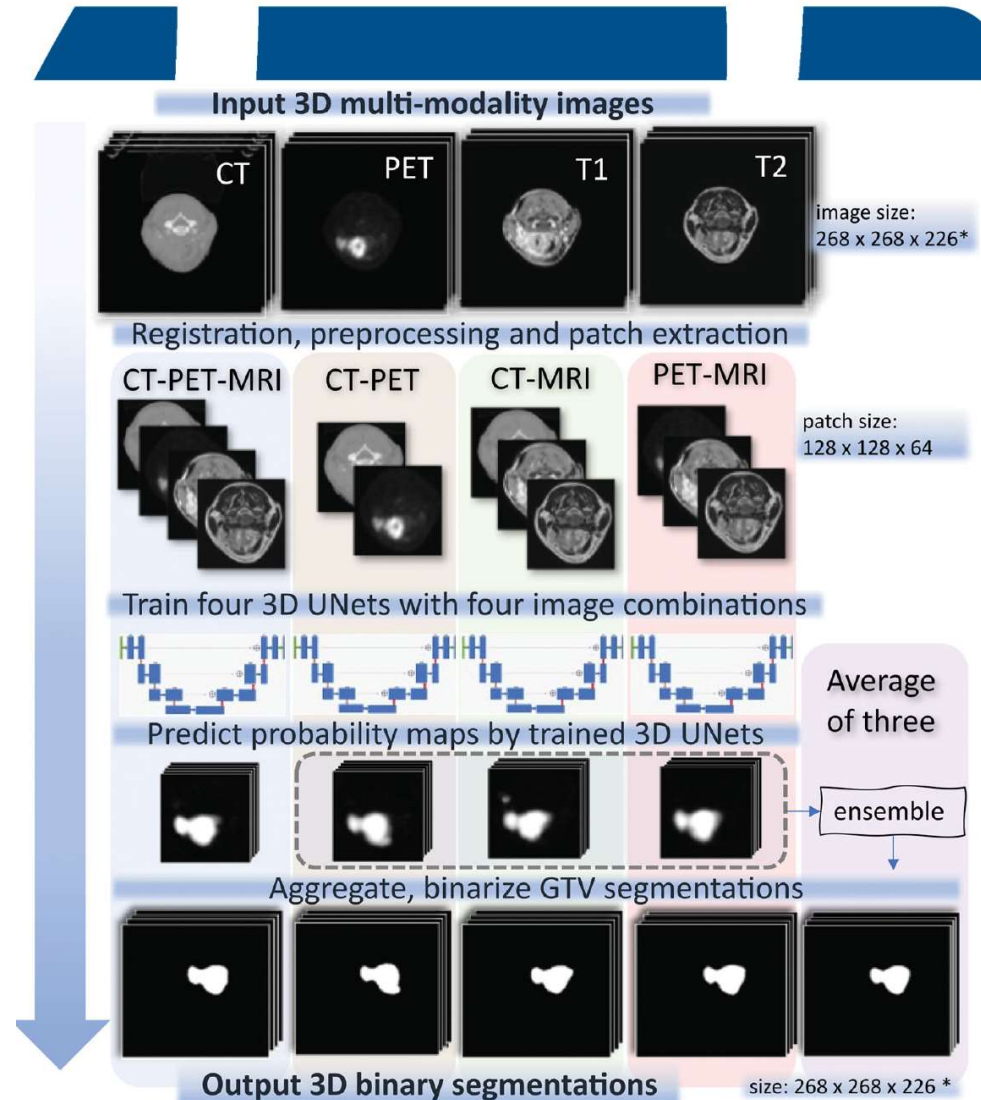 Input 3D multi-modality images
CT
PET
T1
T2
image size:
268 x 268 x 226*
Registration, preprocessing and patch extraction
CT-PET-MRI
CT-PET
CT-MRI
PET-MRI
patch size:
128 x 128 x 64
Train four 3D UNets with four image combinations
Average
of three
Predict probability maps by trained 3D UNets
ensemble
Aggregate, binarize GTV segmentations
Output 3D binary segmentations
size: 268 x 268 x 226 *